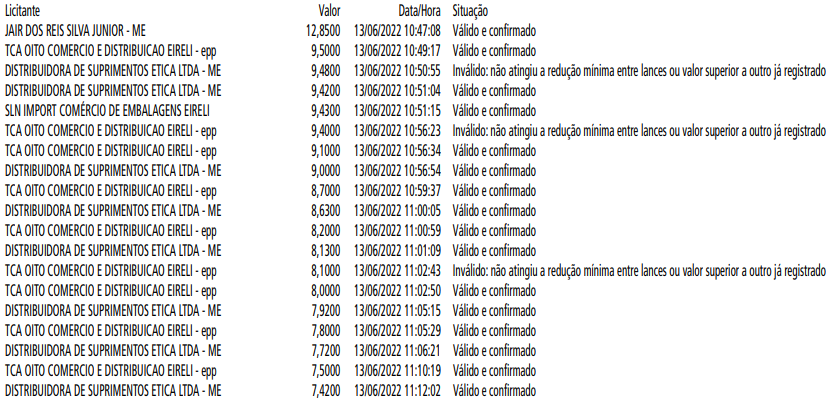 Licitante Valor Data/Hora Situação
JAIR DOS REIS SILVA JUNIOR - ME 12,8500 13/06/2022 10:47:08 Válido e confirmado
TCA OITO COMERCIO E DISTRIBUICAO EIRELI - epp 9,5000 13/06/2022 10:49:17 Válido e confirmado
DISTRIBUIDORA DE SUPRIMENTOS ETICA LTDA - ME 9,4800 13/06/2022 10:50:55 Inválido: não atingiu a redução mínima entre lances ou valor superior a outro já registrado
DISTRIBUIDORA DE SUPRIMENTOS ETICA LTDA - ME 9,4200 13/06/2022 10:51:04 Válido e confirmado
SLN IMPORT COMÉRCIO DE EMBALAGENS EIRELI 9,4300 13/06/2022 10:51:15 Válido e confirmado
TCA OITO COMERCIO E DISTRIBUICAO EIRELI - epp 9,4000 13/06/2022 10:56:23 Inválido: não atingiu a redução mínima entre lances ou valor superior a outro já registrado
TCA OITO COMERCIO E DISTRIBUICAO EIRELI - epp 9,1000 13/06/2022 10:56:34 Válido e confirmado
DISTRIBUIDORA DE SUPRIMENTOS ETICA LTDA - ME 9,0000 13/06/2022 10:56:54 Válido e confirmado
TCA OITO COMERCIO E DISTRIBUICAO EIRELI - epp 8,7000 13/06/2022 10:59:37 Válido e confirmado
DISTRIBUIDORA DE SUPRIMENTOS ETICA LTDA - ME 8,6300 13/06/2022 11:00:05 Válido e confirmado
TCA OITO COMERCIO E DISTRIBUICAO EIRELI - epp 8,2000 13/06/2022 11:00:59 Válido e confirmado
DISTRIBUIDORA DE SUPRIMENTOS ETICA LTDA - ME 8,1300 13/06/2022 11:01:09 Válido e confirmado
TCA OITO COMERCIO E DISTRIBUICAO EIRELI - epp 8,1000 13/06/2022 11:02:43 Inválido: não atingiu a redução mínima entre lances ou valor superior a outro já registrado
TCA OITO COMERCIO E DISTRIBUICAO EIRELI - epp 8,0000 13/06/2022 11:02:50 Válido e confirmado
DISTRIBUIDORA DE SUPRIMENTOS ETICA LTDA - ME 7,9200 13/06/2022 11:05:15 Válido e confirmado
TCA OITO COMERCIO E DISTRIBUICAO EIRELI - epp 7,8000 13/06/2022 11:05:29 Válido e confirmado
DISTRIBUIDORA DE SUPRIMENTOS ETICA LTDA - ME 7,7200 13/06/2022 11:06:21 Válido e confirmado
TCA OITO COMERCIO E DISTRIBUICAO EIRELI - epp 7,5000 13/06/2022 11:10:19 Válido e confirmado
DISTRIBUIDORA DE SUPRIMENTOS ETICA LTDA - ME 7,4200 13/06/2022 11:12:02 Válido e confirmado